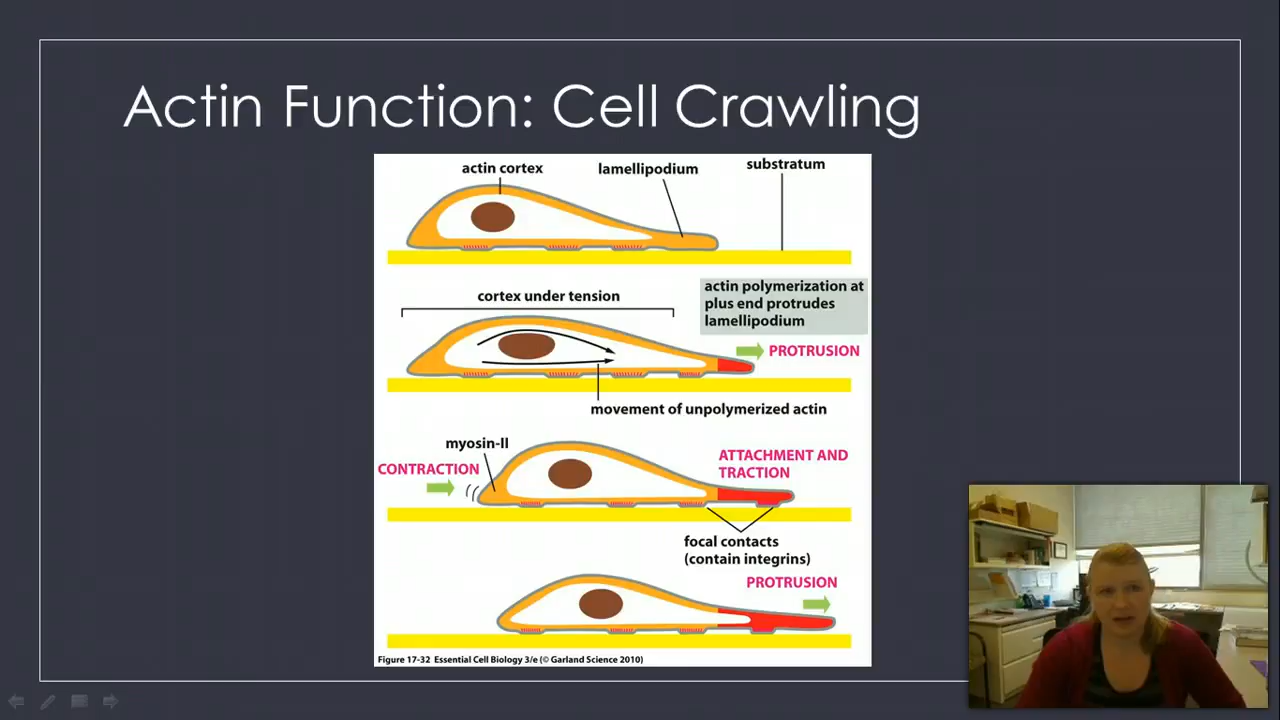 Actin Function: Cell Crawling
actin cortex
lamellipodium
substratum
cortex under tension
actin polymerization at
plus end protrudes
lamellipodium
PROTRUSION
movement of unpolymerized actin
myosin-II
CONTRACTION
ATTACHMENT AND
TRACTION
focal contacts
(contain integrins)
PROTRUSION
Figure 17-32 Essential Cell Biology 3/e (© Garland Science 2010)